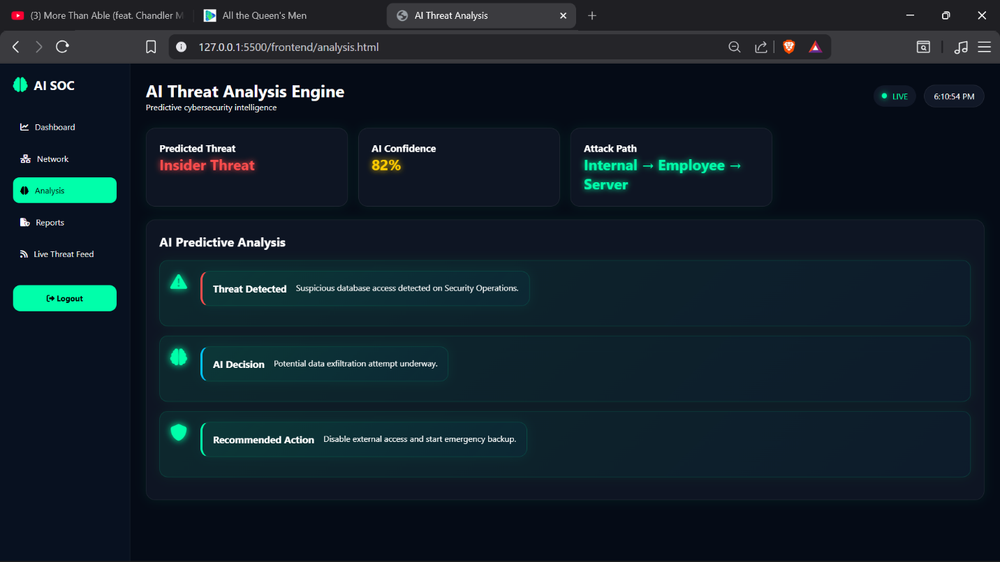 (3) More Than Able (feat. Chandler M
All the Queen's Men
AI Threat Analysis
127.0.0.1:5500/frontend/analysis.html
AI SOC
Dashboard
Network
Analysis
Reports
Live Threat Feed
Logout
AI Threat Analysis Engine
Predictive cybersecurity intelligence
LIVE
6:10:54 PM
Predicted Threat
Insider Threat
AI Confidence
82%
Attack Path
Internal → Employee →
Server
AI Predictive Analysis
Threat Detected Suspicious database access detected on Security Operations.
AI Decision Potential data exfiltration attempt underway.
Recommended Action Disable external access and start emergency backup.